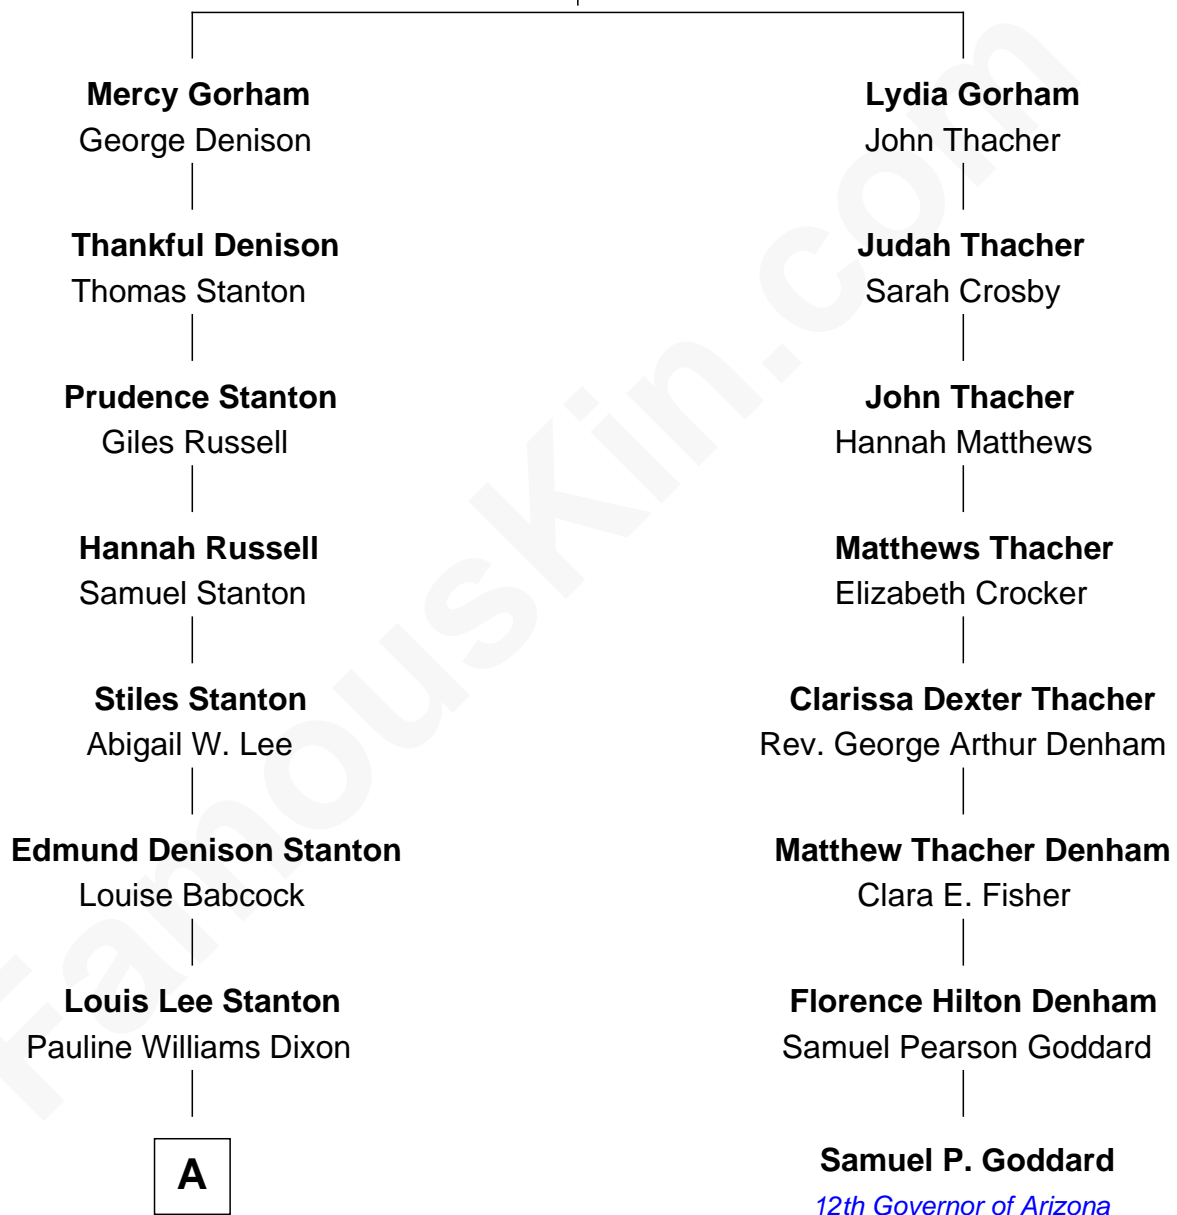 Mercy Gorham
George Denison
Thankful Denison
Thomas Stanton
Prudence Stanton
Giles Russell
Hannah Russell
Samuel Stanton
Stiles Stanton
Abigail W. Lee
Edmund Denison Stanton
Louise Babcock
Louis Lee Stanton
Pauline Williams Dixon
A
Lydia Gorham
John Thacher
Judah Thacher
Sarah Crosby
John Thacher
Hannah Matthews
Matthews Thacher
Elizabeth Crocker
Clarissa Dexter Thacher
Rev. George Arthur Denham
Matthew Thacher Denham
Clara E. Fisher
Florence Hilton Denham
Samuel Pearson Goddard
Samuel P. Goddard
12th Governor of Arizona
FamousKin.com